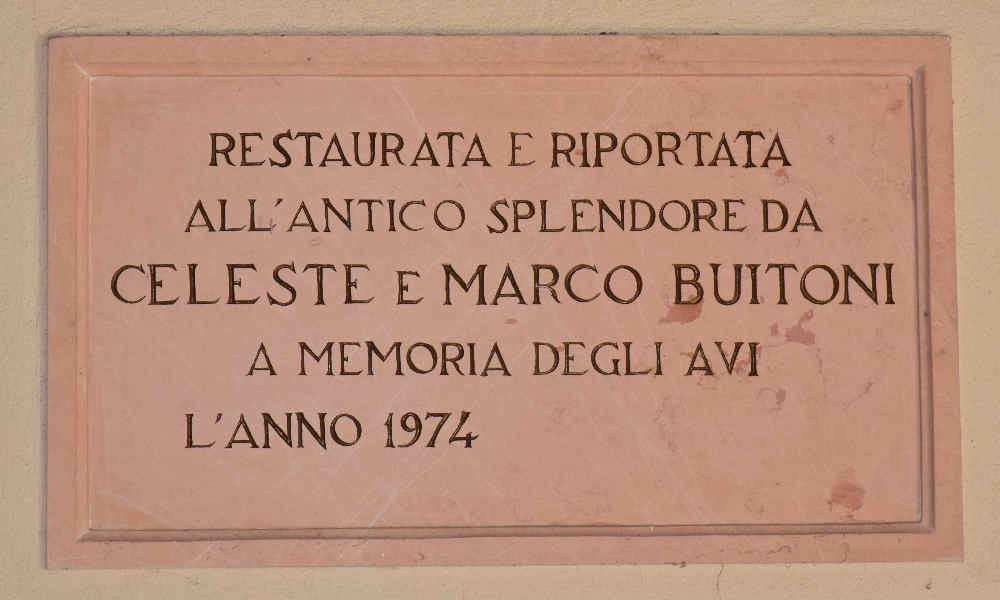 RESTAURATA E RIPORTATA
ALL'ANTICO SPLENDORE DA
CELESTE E MARCO BUITONI
A MEMORIA DEGLI AVI
L'ANNO 1974